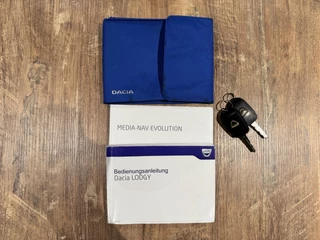 DACIA
MEDIA-NAV EVOLUTION
Bedienungsanleitung
Dacia LODGY